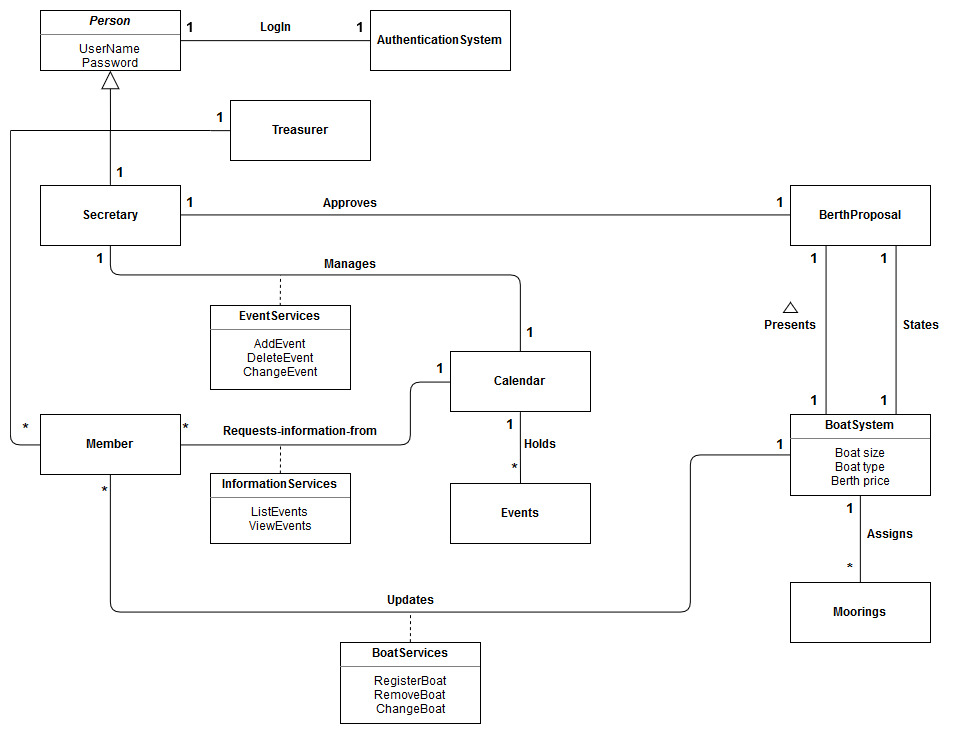 Person
UserName
Password
1
LogIn
1
AuthenticationSystem
1
Treasurer
1
Secretary
1
Approves
1
BerthProposal
1
Manages
1
1
EventServices
AddEvent
DeleteEvent
ChangeEvent
Presents
States
1
1
Calendar
1
1
1
Holds
*
Events
*
Member
*
Requests-information-from
InformationServices
ListEvents
ViewEvents
*
1
BoatSystem
Boat size
Boat type
Berth price
1
Assigns
*
Moorings
Updates
BoatServices
RegisterBoat
RemoveBoat
ChangeBoat